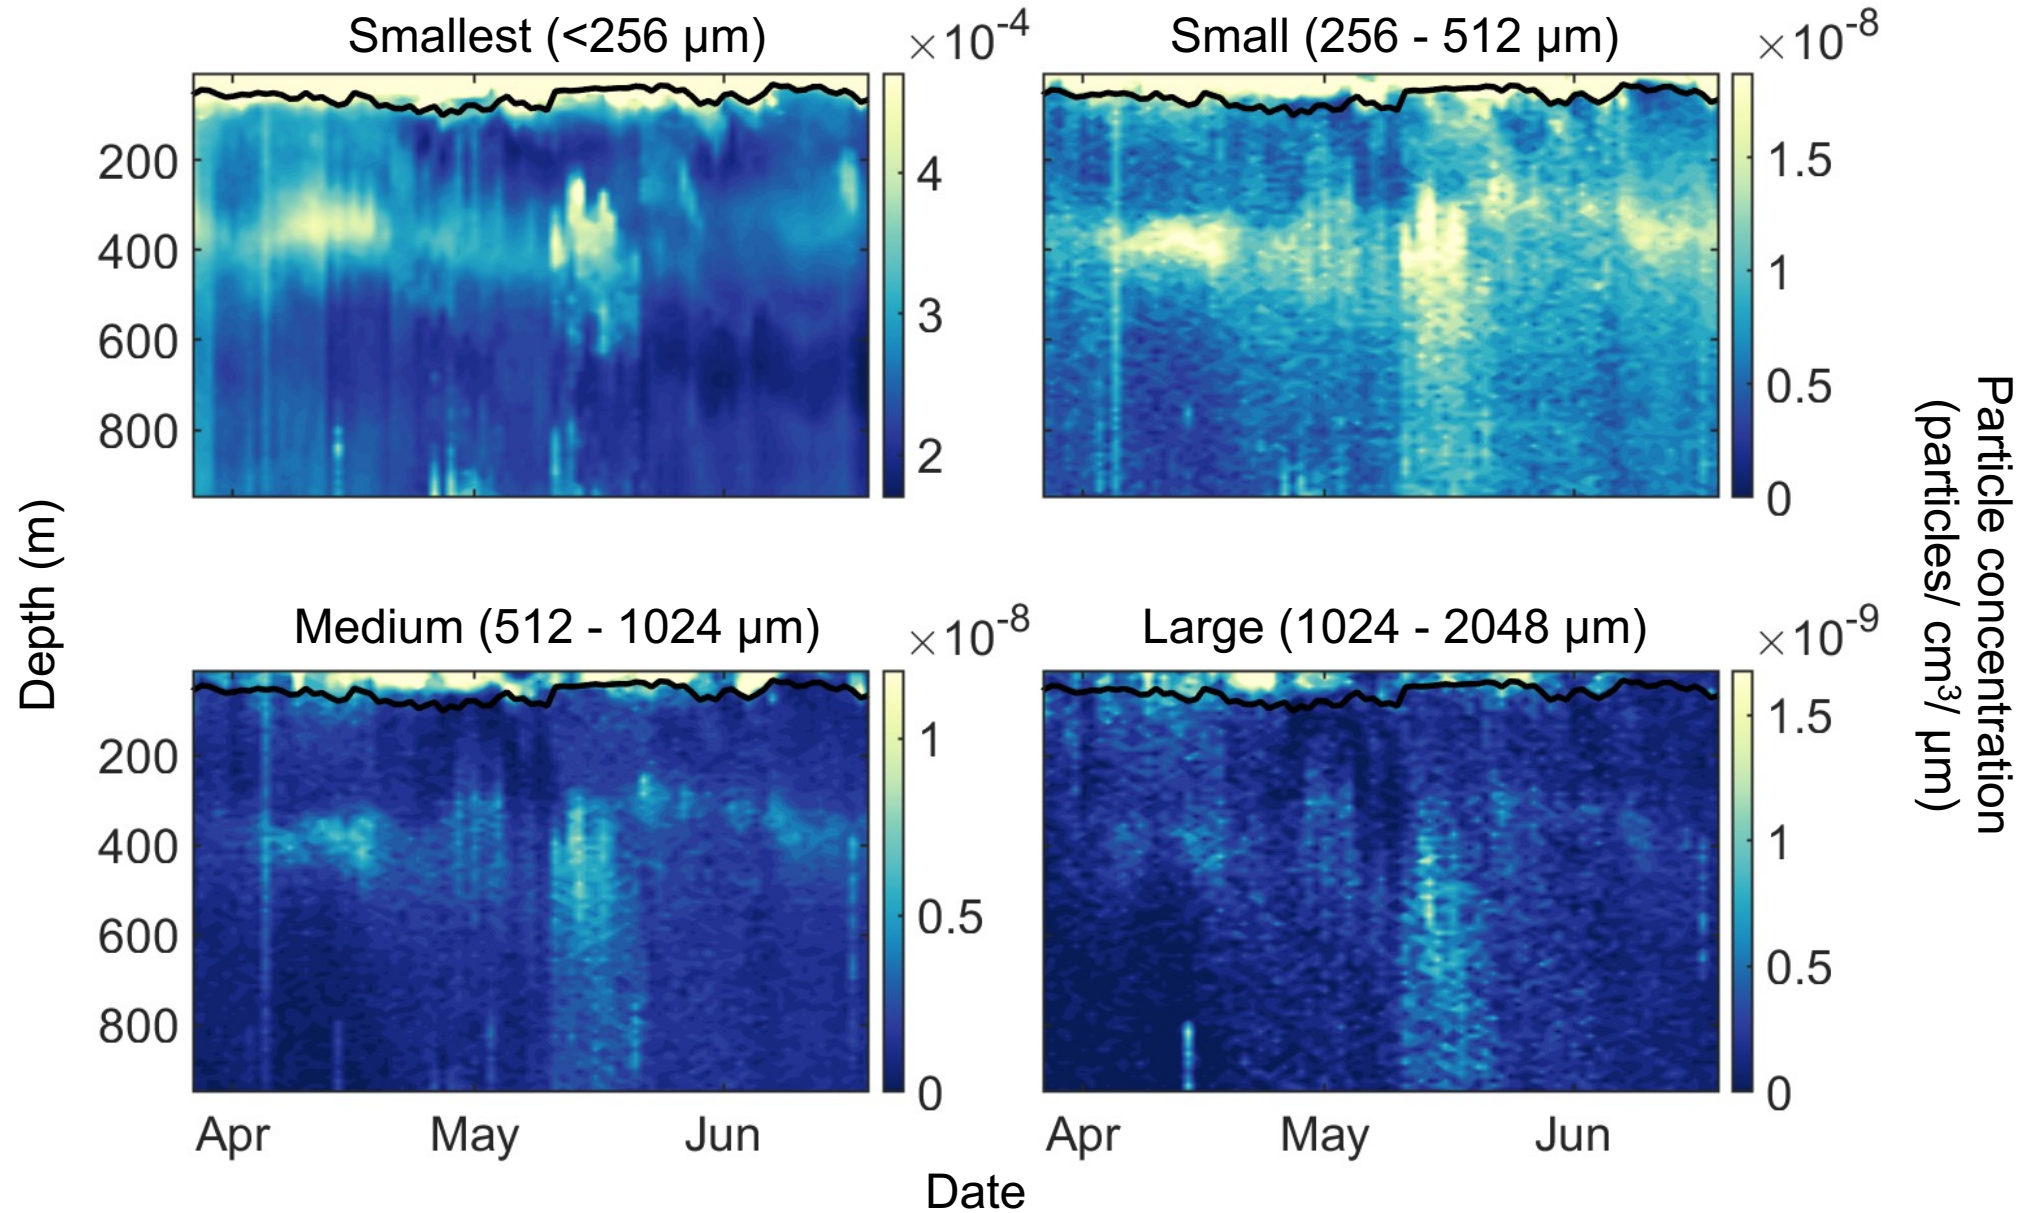 Smallest (<256 µm)
×10-4
Small (256 - 512 µm)
×10-8
200
400
600
800
4
3
2
1.5
1
0.5
0
Medium (512 - 1024 µm)
×10-8
Large (1024 - 2048 µm)
×10-9
200
400
600
800
1
0.5
0
1.5
1
0.5
0
Apr
May
Jun
Apr
May
Jun
Date
Depth (m)
Particle concentration
(particles/ cm3/ µm)